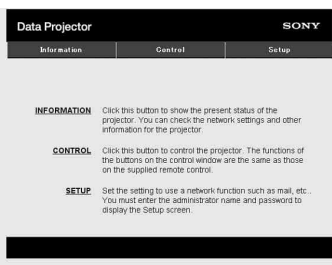 Data Projector SONY
Information Control Setup
INFORMATION Click this button to show the present status of the
projector. You can check the network settings and other
information for the projector.
CONTROL Click this button to control the projector. The functions of
the buttons on the control window are the same as those
on the supplied remote control.
SETUP Set the setting to use a network function such as mail, etc..
You must enter the administrator name and password to
display the Setup screen.